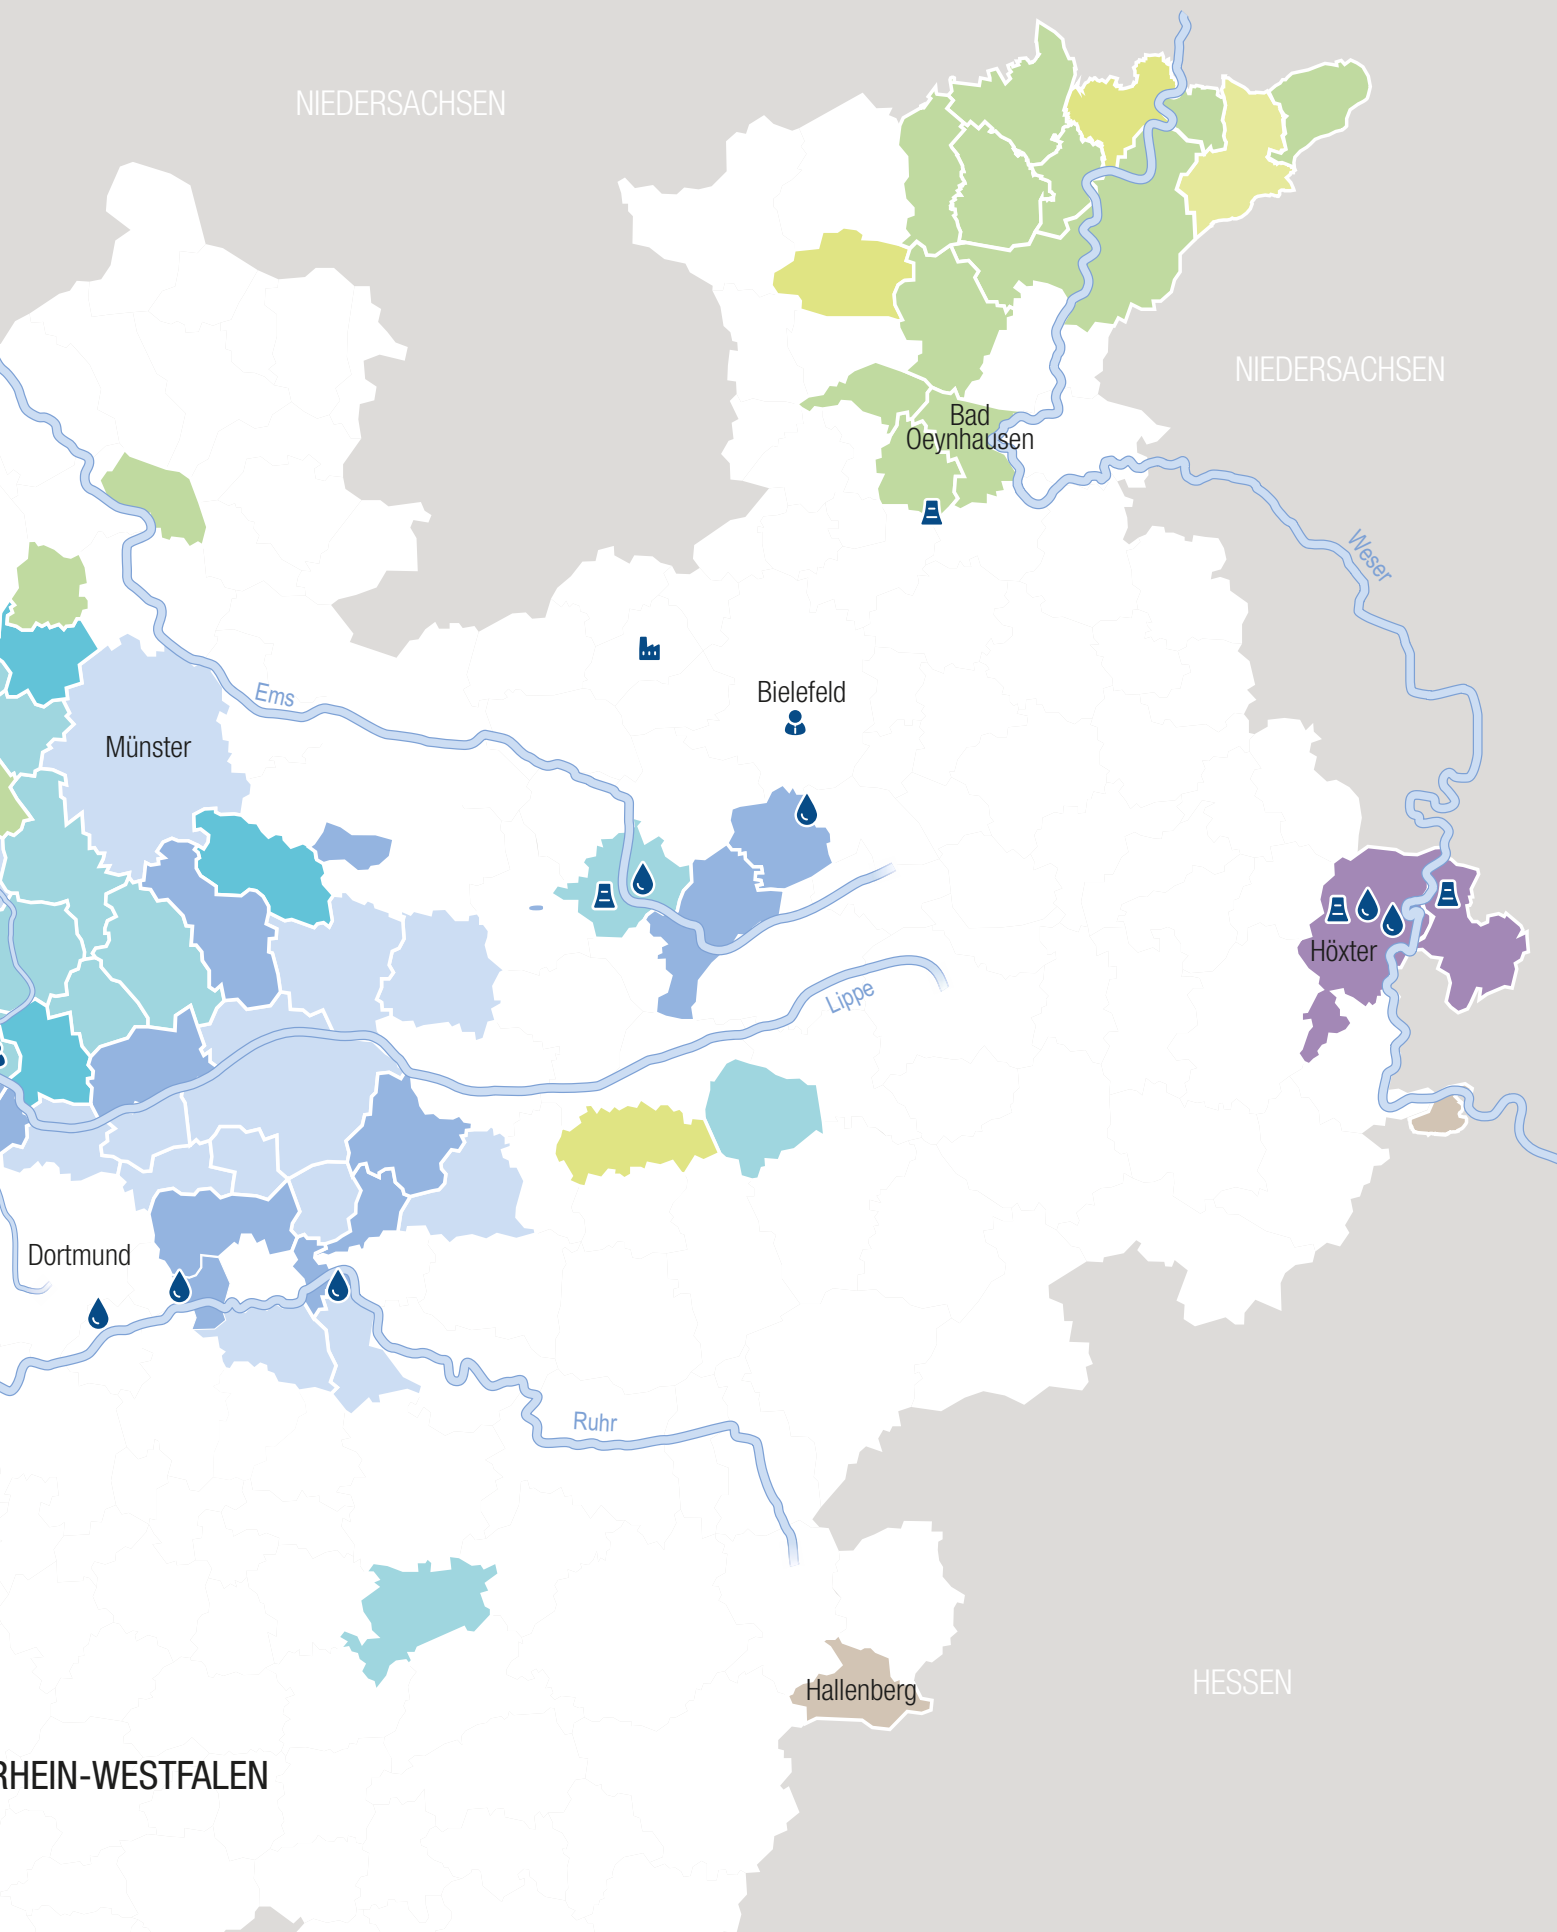 NIEDERSACHSEN
NIEDERSACHSEN
Bad
Oeynhausen
Weser
Ems
Bielefeld
Münster
Höxter
Lippe
Dortmund
Ruhr
Hallenberg
HESSEN
RHEIN-WESTFALEN